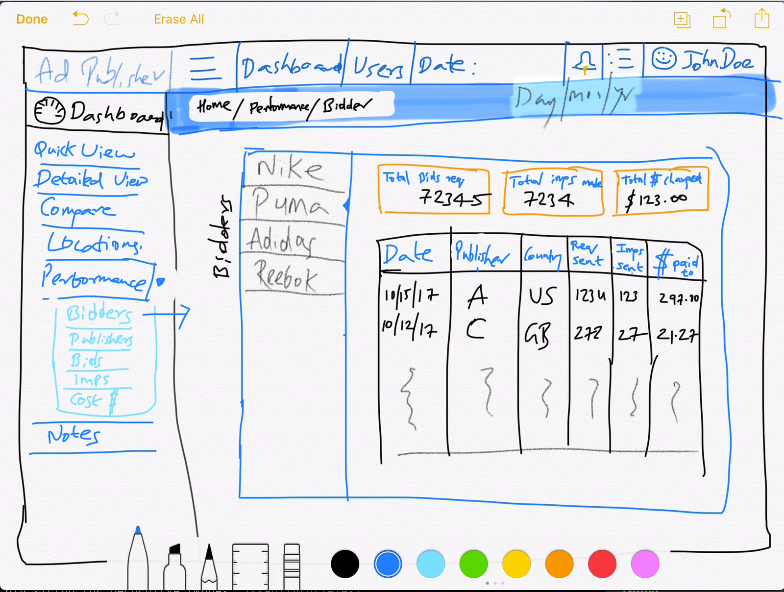 Done Erase All
Ad Publisher Dashboard Users Date: JohnDoe
Dashboard Home / Performance / Bidder Day/mon/yr
Quick View
Detailed View
Compare
Locations
Performance
Bidders
Publishers
Bids
Imps
Cost $
Notes
Bidders
Nike
Puma
Adidas
Reebok
Total Bids req
72345
Total imps made
7234
Total $ charged
$123.00
Date Publisher Country Req sent Imps sent $ paid to
10/15/17 A US 1234 123 297.10
10/12/17 C GB 272 27 21.27